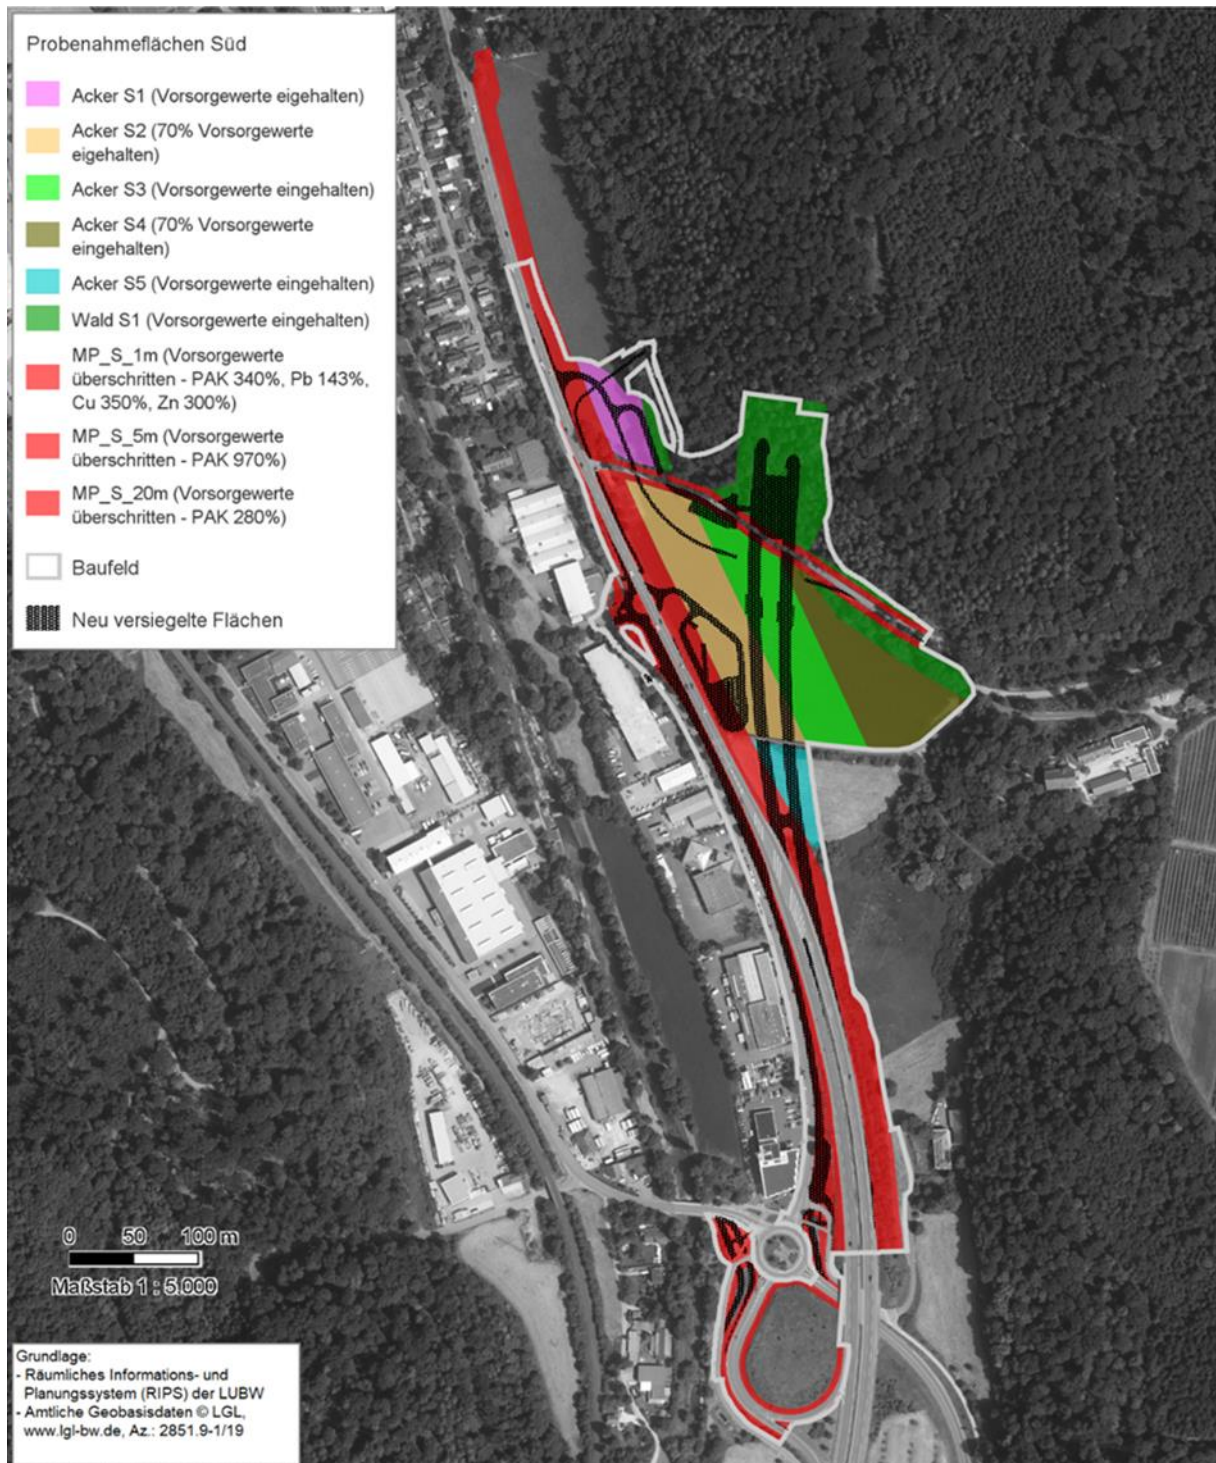 Probenahmeflächen Süd
Acker S1 (Vorsorgewerte eigehalten)
Acker S2 (70% Vorsorgewerte
eigehalten)
Acker S3 (Vorsorgewerte eingehalten)
Acker S4 (70% Vorsorgewerte
eingehalten)
Acker S5 (Vorsorgewerte eingehalten)
Wald S1 (Vorsorgewerte eingehalten)
MP_S_1m (Vorsorgewerte
überschritten - PAK 340%, Pb 143%,
Cu 350%, Zn 300%)
MP_S_5m (Vorsorgewerte
überschritten - PAK 970%)
MP_S_20m (Vorsorgewerte
überschritten - PAK 280%)
Baufeld
Neu versiegelte Flächen
0 50 100 m
Maßstab 1 : 5.000
Grundlage:
- Räumliches Informations- und
Planungssystem (RIPS) der LUBW
- Amtliche Geobasisdaten © LGL,
www.lgl-bw.de, Az.: 2851.9-1/19